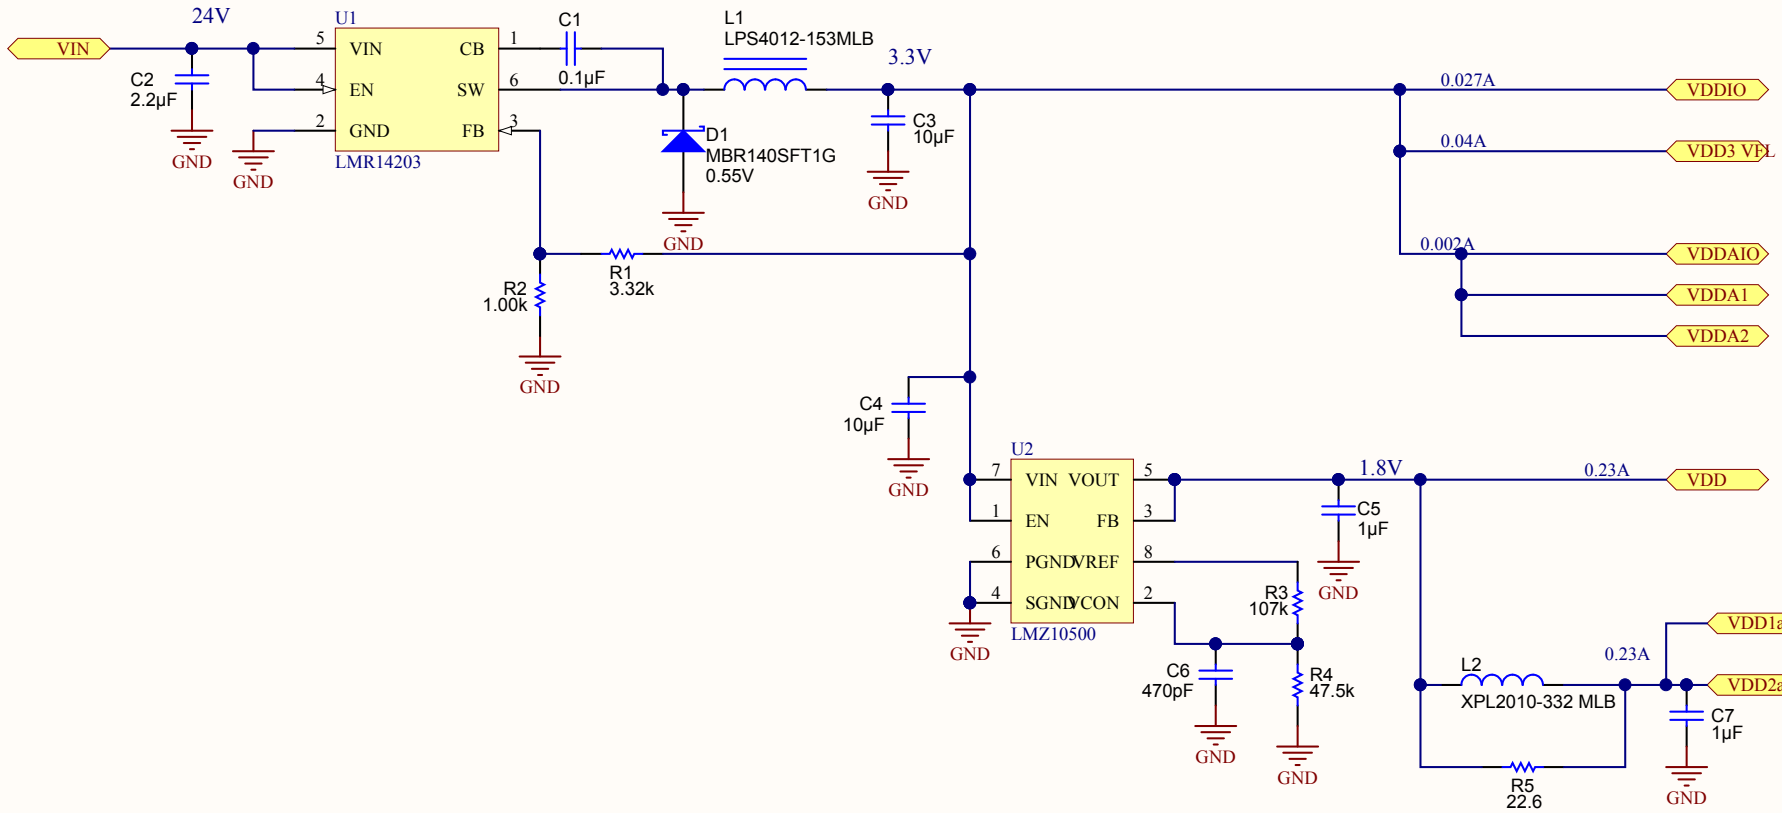 24V
VIN
C2
2.2µF
GND
GND
U1
5 VIN CB 1
4 EN SW 6
2 GND FB 3
LMR14203
C1
0.1µF
L1
LPS4012-153MLB
3.3V
D1
MBR140SFT1G
0.55V
GND
C3
10µF
GND
R1
3.32k
R2
1.00k
GND
0.027A
VDDIO
0.04A
VDD3 VFL
0.002A
VDDAIO
VDDA1
VDDA2
C4
10µF
GND
U2
7 VIN VOUT 5
1 EN FB 3
6 PGND VREF 8
4 SGND VCON 2
LMZ10500
GND
1.8V
0.23A
VDD
C5
1µF
GND
R3
107k
C6
470pF
GND
R4
47.5k
GND
0.23A
VDD1a
VDD2a
L2
XPL2010-332 MLB
C7
1µF
GND
R5
22.6